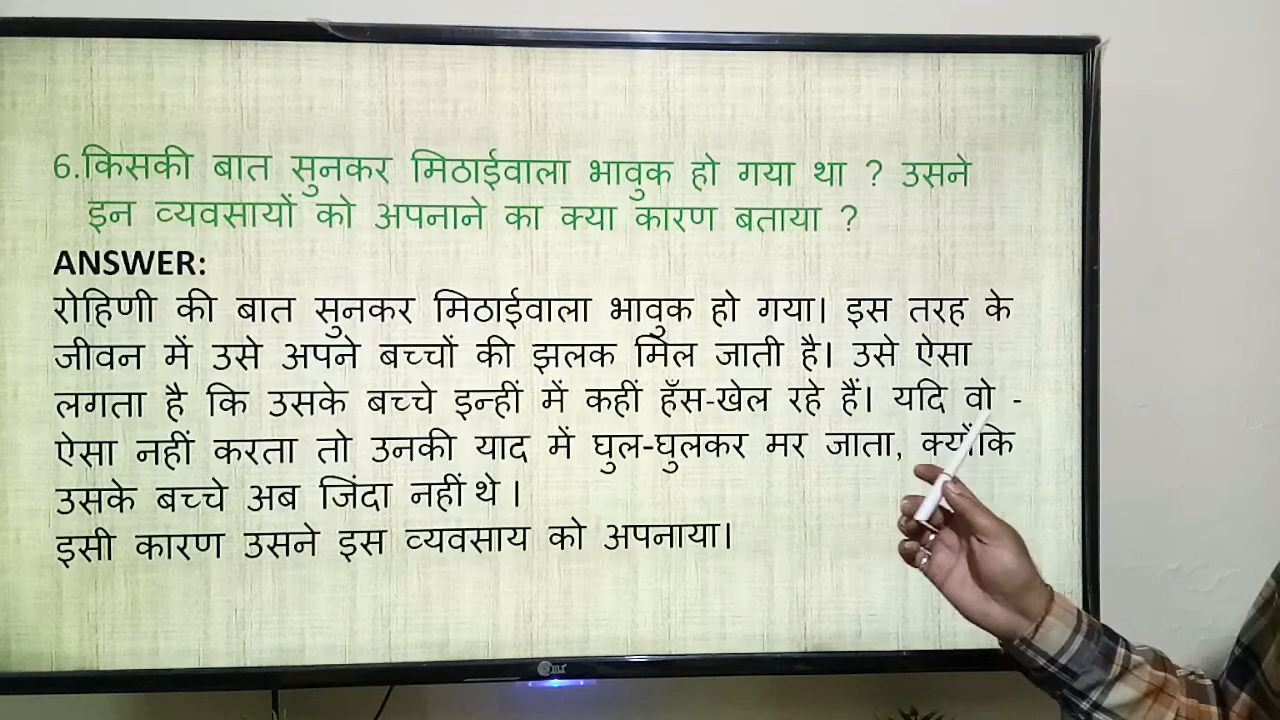 6.किसकी बात सुनकर मिठाईवाला भावुक हो गया था ? उसने
इन व्यवसायों को अपनाने का क्या कारण बताया ?
ANSWER:
रोहिणी की बात सुनकर मिठाईवाला भावुक हो गया। इस तरह के
जीवन में उसे अपने बच्चों की झलक मिल जाती है। उसे ऐसा
लगता है कि उसके बच्चे इन्हीं में कहीं हँस-खेल रहे हैं। यदि वो -
ऐसा नहीं करता तो उनकी याद में घुल-घुलकर मर जाता, क्योंकि
उसके बच्चे अब जिंदा नहीं थे ।
इसी कारण उसने इस व्यवसाय को अपनाया।